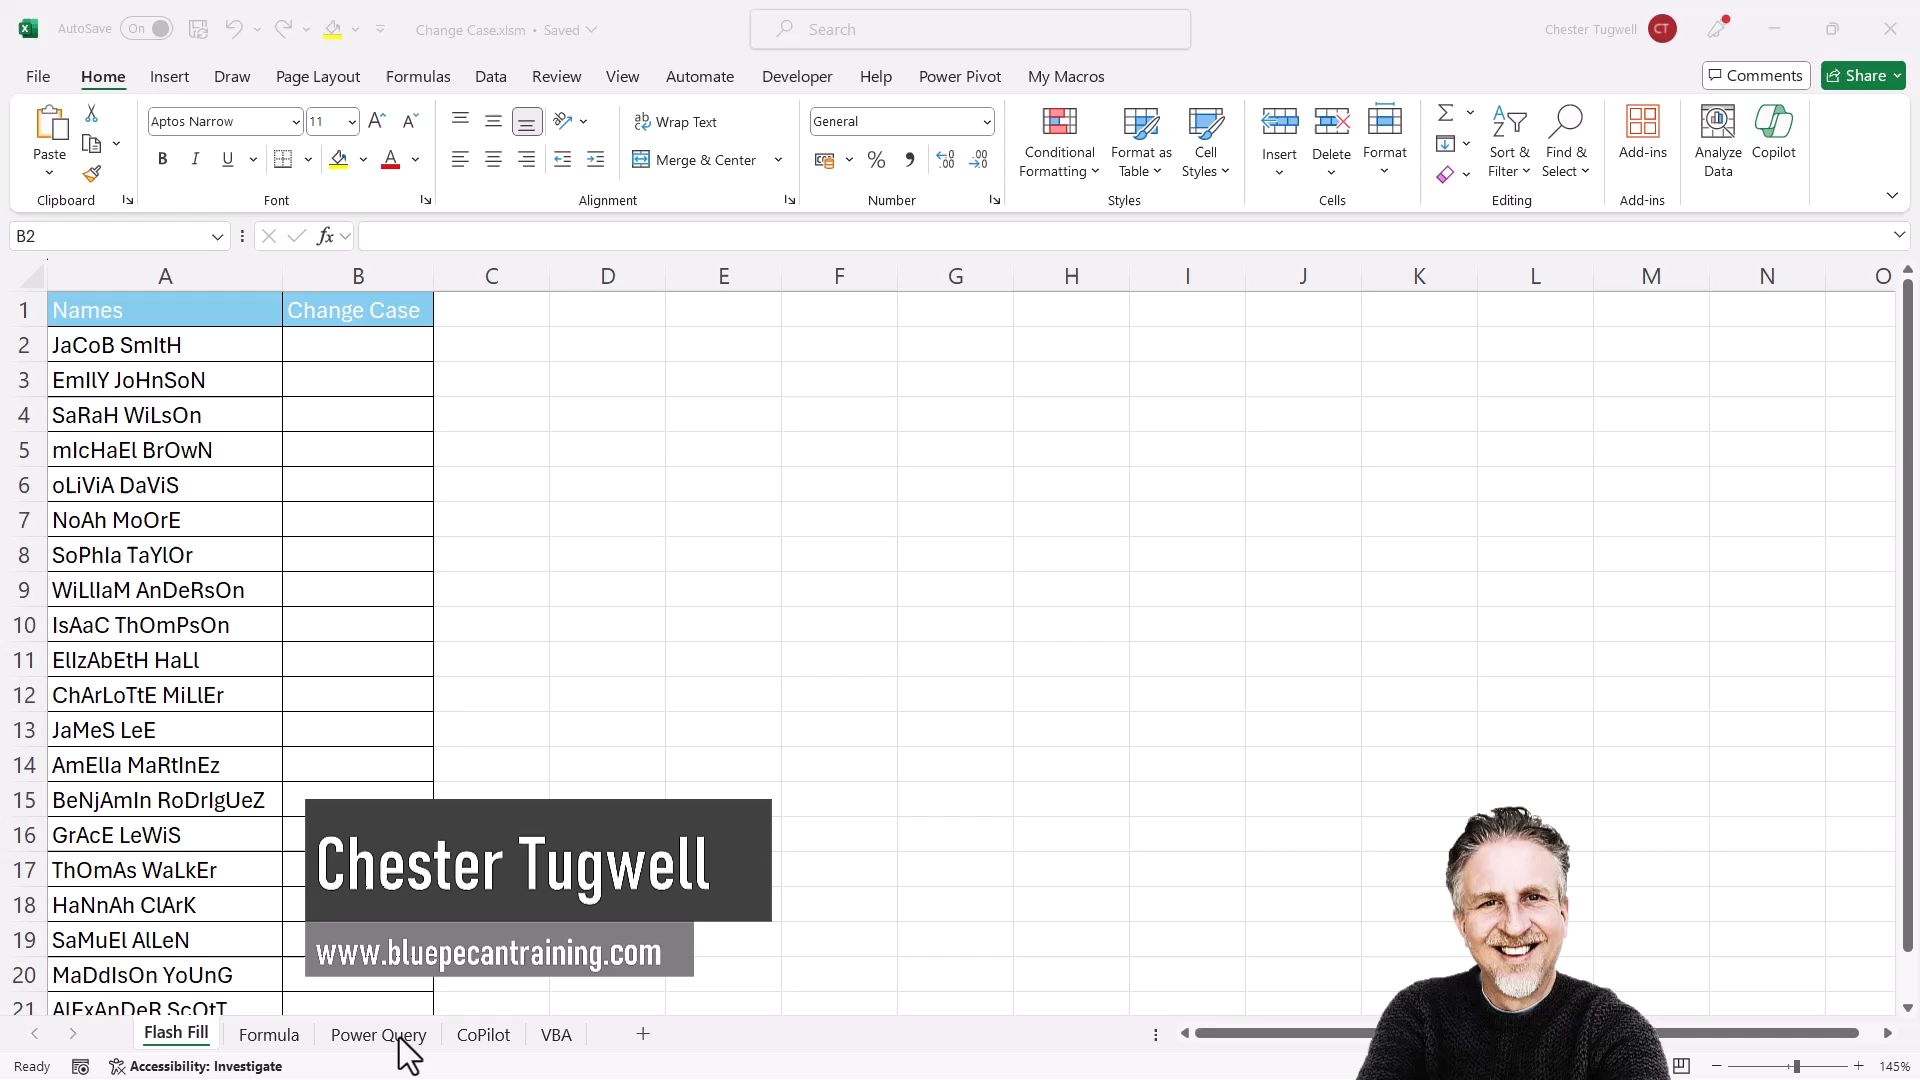 AutoSave On Change Case.xlsm • Saved Search Chester Tugwell CT
File Home Insert Draw Page Layout Formulas Data Review View Automate Developer Help Power Pivot My Macros Comments Share
Aptos Narrow 11 Wrap Text General
Paste B I U Merge & Center % Conditional Formatting Format as Table Cell Styles Insert Delete Format Sort & Filter Find & Select Add-ins Analyze Data Copilot
Clipboard Font Alignment Number Styles Cells Editing Add-ins
B2 fx
A B C D E F G H I J K L M N O
1 Names Change Case
2 JaCoB SmItH
3 EmIlY JoHnSoN
4 SaRaH WiLsOn
5 mIcHaEl BrOwN
6 oLiViA DaViS
7 NoAh MoOrE
8 SoPhIa TaYlOr
9 WiLlIaM AnDeRsOn
10 IsAaC ThOmPsOn
11 ElIzAbEtH HaLl
12 ChArLoTtE MiLlEr
13 JaMeS LeE
14 AmElIa MaRtInEz
15 BeNjAmIn RoDrIgUeZ
16 GrAcE LeWiS
17 ThOmAs WaLkEr
18 HaNnAh ClArK
19 SaMuEl AlLeN
20 MaDdIsOn YoUnG
21 AlExAnDeR ScOtT
Chester Tugwell
www.bluepecantraining.com
Flash Fill Formula Power Query CoPilot VBA
Ready Accessibility: Investigate 145%